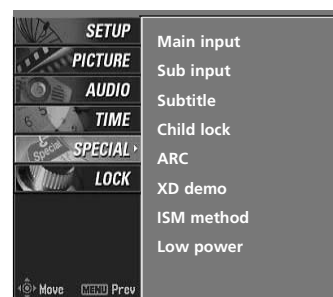 SETUP
PICTURE
AUDIO
TIME
SPECIAL
LOCK
Move MENU Prev
Main input
Sub input
Subtitle
Child lock
ARC
XD demo
ISM method
Low power